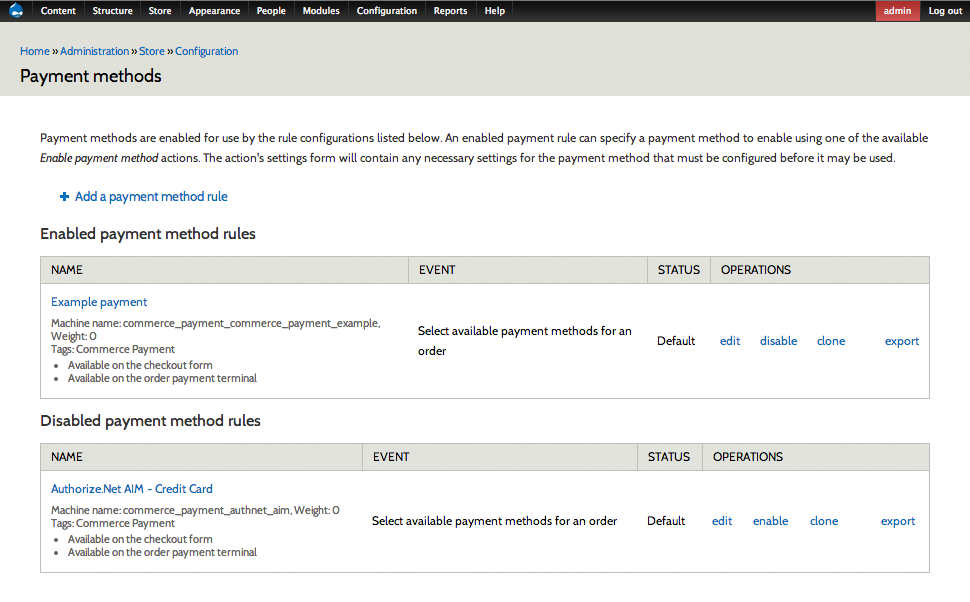 Content Structure Store Appearance People Modules Configuration Reports Help admin Log out
Home » Administration » Store » Configuration
Payment methods
Payment methods are enabled for use by the rule configurations listed below. An enabled payment rule can specify a payment method to enable using one of the available
Enable payment method actions. The action's settings form will contain any necessary settings for the payment method that must be configured before it may be used.
+ Add a payment method rule
Enabled payment method rules
NAME EVENT STATUS OPERATIONS
Example payment
Machine name: commerce_payment_commerce_payment_example,
Weight: 0
Tags: Commerce Payment
• Available on the checkout form
• Available on the order payment terminal
Select available payment methods for an
order
Default edit disable clone export
Disabled payment method rules
NAME EVENT STATUS OPERATIONS
Authorize.Net AIM - Credit Card
Machine name: commerce_payment_authnet_aim, Weight: 0
Tags: Commerce Payment
• Available on the checkout form
• Available on the order payment terminal
Select available payment methods for an order
Default edit enable clone export